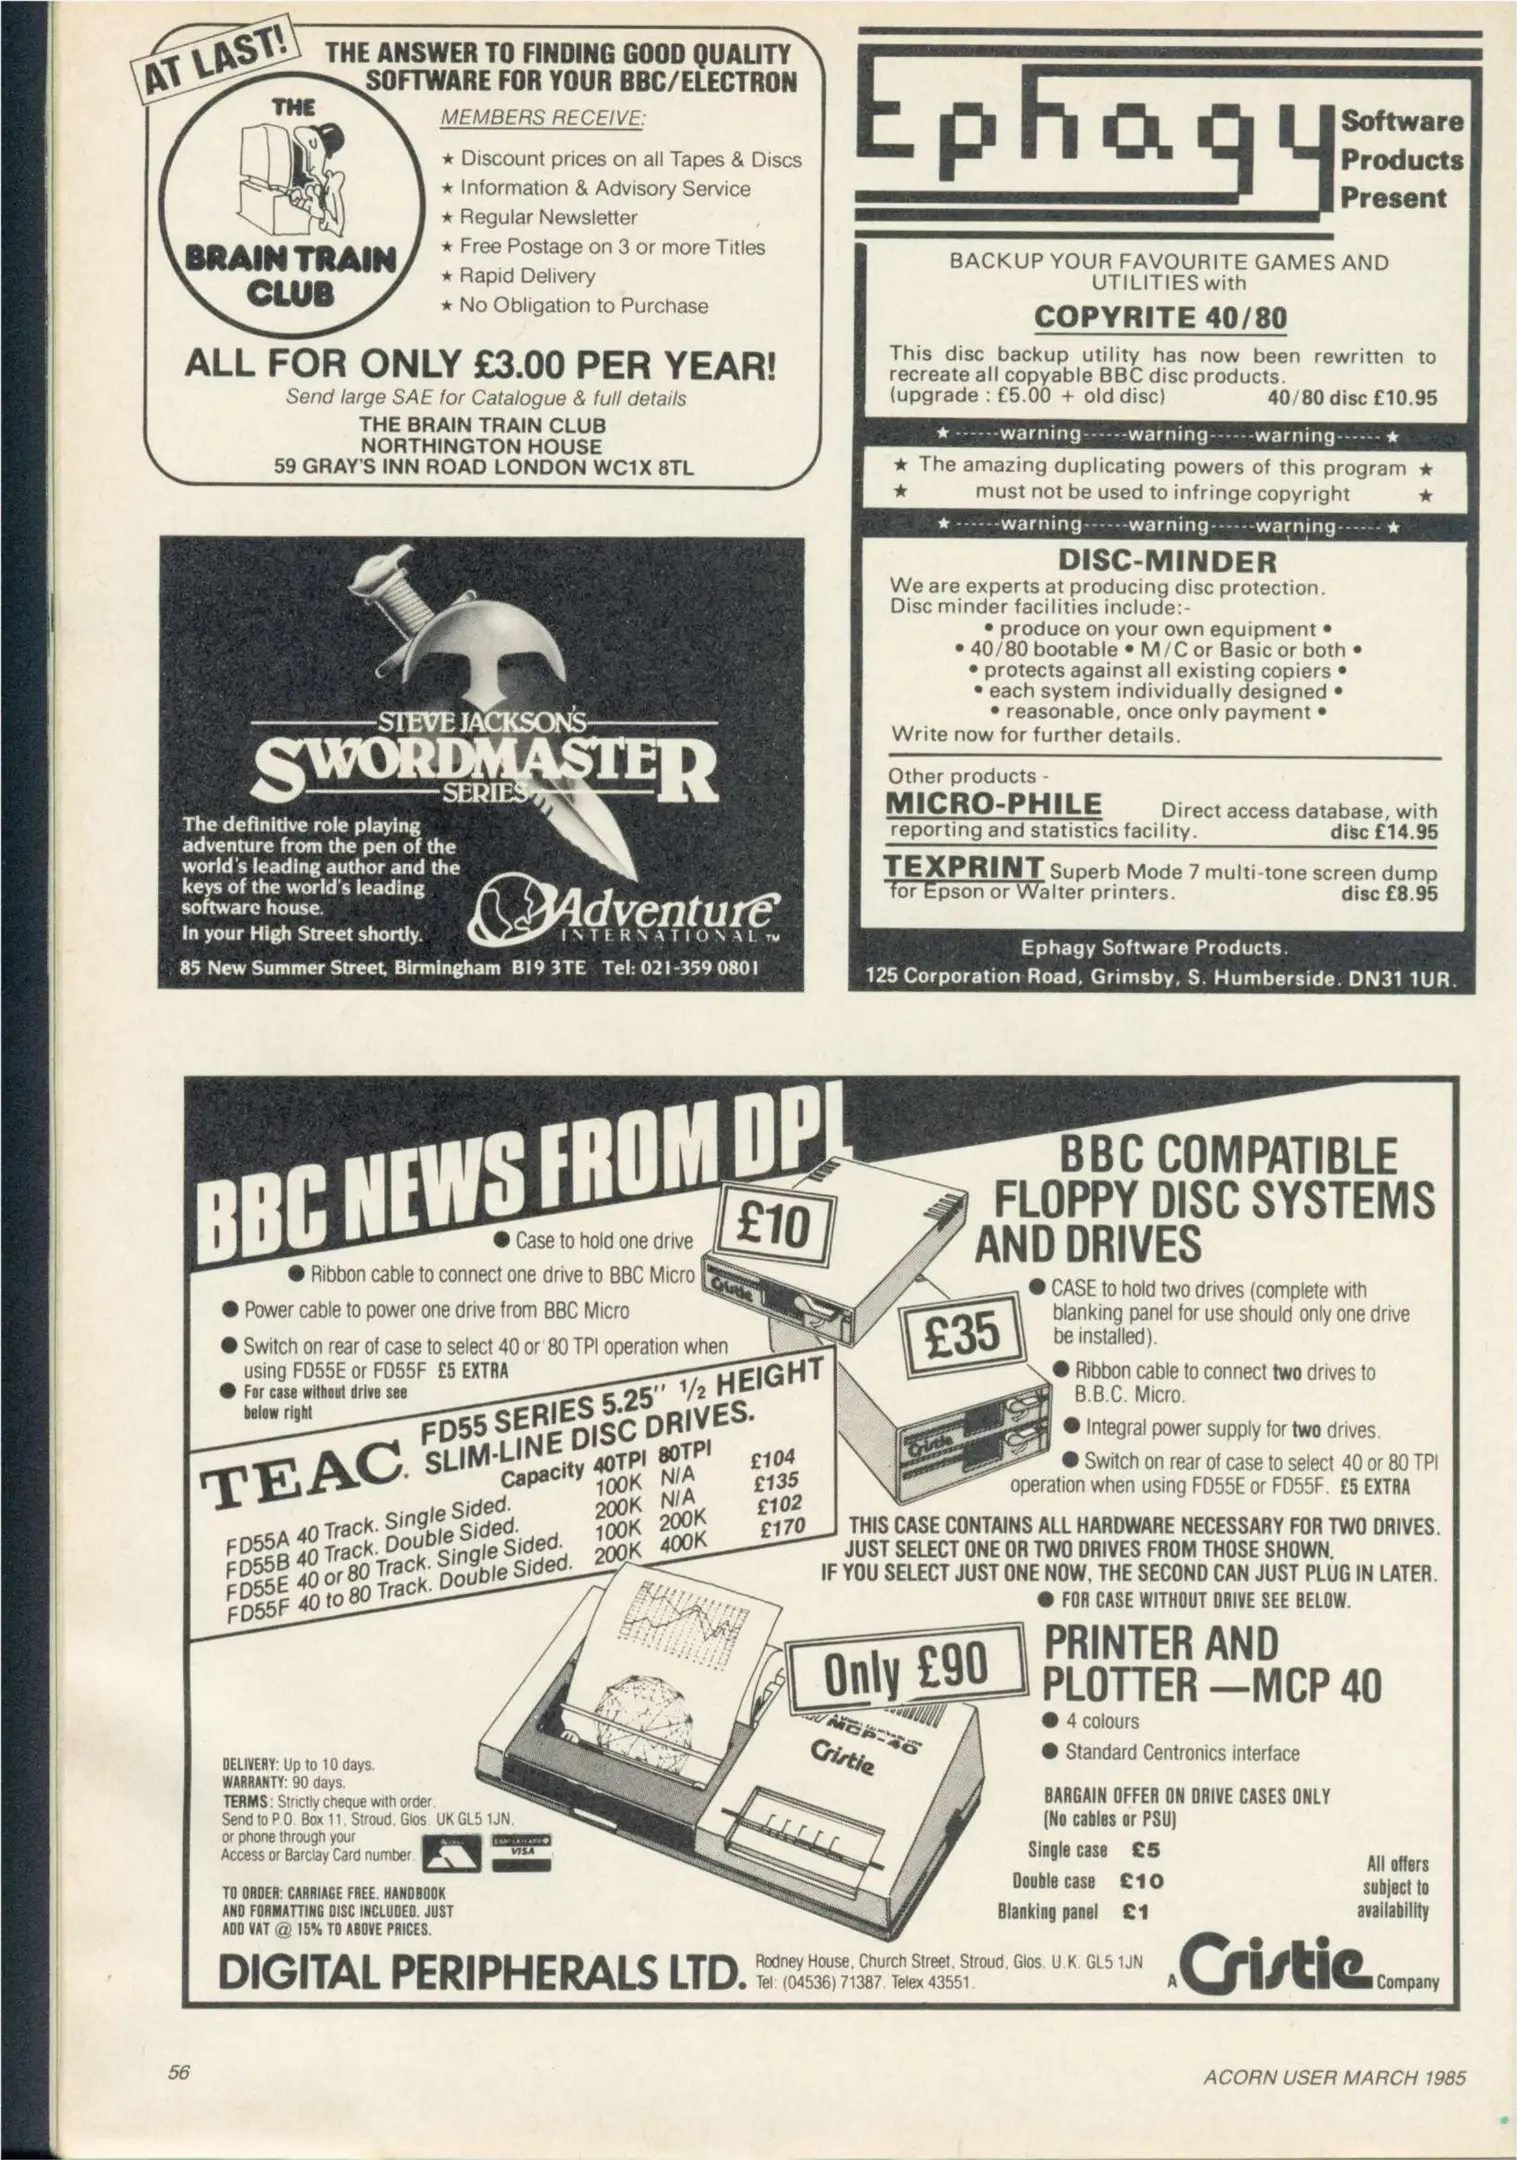 AT LAST!
THE ANSWER TO FINDING GOOD QUALITY
SOFTWARE FOR YOUR BBC/ELECTRON
THE
BRAIN TRAIN
CLUB
MEMBERS RECEIVE:
★ Discount prices on all Tapes & Discs
★ Information & Advisory Service
★ Regular Newsletter
★ Free Postage on 3 or more Titles
★ Rapid Delivery
★ No Obligation to Purchase
ALL FOR ONLY £3.00 PER YEAR!
Send large SAE for Catalogue & full details
THE BRAIN TRAIN CLUB
NORTHINGTON HOUSE
59 GRAY'S INN ROAD LONDON WC1X 8TL
STEVE JACKSON'S
SWORDMASTER
SERIES
The definitive role playing
adventure from the pen of the
world's leading author and the
keys of the world's leading
software house.
In your High Street shortly.
Adventure
INTERNATIONAL TM
85 New Summer Street, Birmingham B19 3TE Tel: 021-359 0801
Ephagy
Software
Products
Present
BACKUP YOUR FAVOURITE GAMES AND
UTILITIES with
COPYRITE 40/80
This disc backup utility has now been rewritten to
recreate all copyable BBC disc products.
(upgrade : £5.00 + old disc) 40/80 disc £10.95
★ ------warning------warning------warning------ ★
★ The amazing duplicating powers of this program ★
★ must not be used to infringe copyright ★
★ ------warning------warning------warning------ ★
DISC-MINDER
We are experts at producing disc protection.
Disc minder facilities include:-
• produce on your own equipment •
• 40/80 bootable • M/C or Basic or both •
• protects against all existing copiers •
• each system individually designed •
• reasonable, once only payment •
Write now for further details.
Other products -
MICRO-PHILE Direct access database, with
reporting and statistics facility. disc £14.95
TEXPRINT Superb Mode 7 multi-tone screen dump
for Epson or Walter printers. disc £8.95
Ephagy Software Products.
125 Corporation Road, Grimsby, S. Humberside. DN31 1UR.
BBC NEWS FROM DPL
● Case to hold one drive
● Ribbon cable to connect one drive to BBC Micro
● Power cable to power one drive from BBC Micro
● Switch on rear of case to select 40 or 80 TPI operation when
using FD55E or FD55F £5 EXTRA
● For case without drive see
below right
£10
Cristie
£35
Cristie
BBC COMPATIBLE
FLOPPY DISC SYSTEMS
AND DRIVES
● CASE to hold two drives (complete with
blanking panel for use should only one drive
be installed).
● Ribbon cable to connect two drives to
B.B.C. Micro.
● Integral power supply for two drives.
● Switch on rear of case to select 40 or 80 TPI
operation when using FD55E or FD55F. £5 EXTRA
THIS CASE CONTAINS ALL HARDWARE NECESSARY FOR TWO DRIVES.
JUST SELECT ONE OR TWO DRIVES FROM THOSE SHOWN.
IF YOU SELECT JUST ONE NOW, THE SECOND CAN JUST PLUG IN LATER.
● FOR CASE WITHOUT DRIVE SEE BELOW.
TEAC.
FD55 SERIES 5.25" 1/2 HEIGHT
SLIM-LINE DISC DRIVES.
Capacity 40TPI 80TPI
FD55A 40 Track. Single Sided. 100K N/A £104
FD55B 40 Track. Double Sided. 200K N/A £135
FD55E 40 or 80 Track. Single Sided. 100K 200K £102
FD55F 40 to 80 Track. Double Sided. 200K 400K £170
Only £90
MCP-40
Cristie
PRINTER AND
PLOTTER —MCP 40
● 4 colours
● Standard Centronics interface
BARGAIN OFFER ON DRIVE CASES ONLY
(No cables or PSU)
Single case £5
Double case £10
Blanking panel £1
All offers
subject to
availability
DELIVERY: Up to 10 days.
WARRANTY: 90 days.
TERMS: Strictly cheque with order.
Send to P.O. Box 11, Stroud, Glos. UK GL5 1JN,
or phone through your
Access or Barclay Card number.
VISA
TO ORDER: CARRIAGE FREE. HANDBOOK
AND FORMATTING DISC INCLUDED. JUST
ADD VAT @ 15% TO ABOVE PRICES.
DIGITAL PERIPHERALS LTD.
Rodney House, Church Street, Stroud, Glos. U.K. GL5 1JN
Tel: (04536) 71387. Telex 43551.
A Cristie Company
56
ACORN USER MARCH 1985